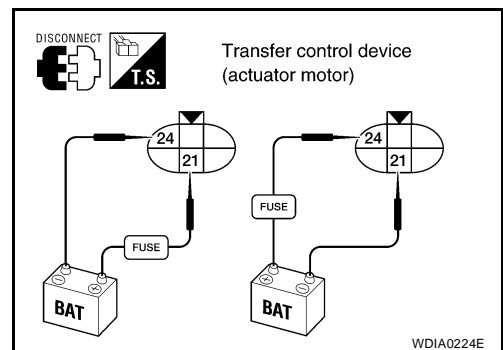 DISCONNECT
T.S.
Transfer control device
(actuator motor)
24
21
FUSE
− +
BAT
24
21
FUSE
− +
BAT
WDIA0224E